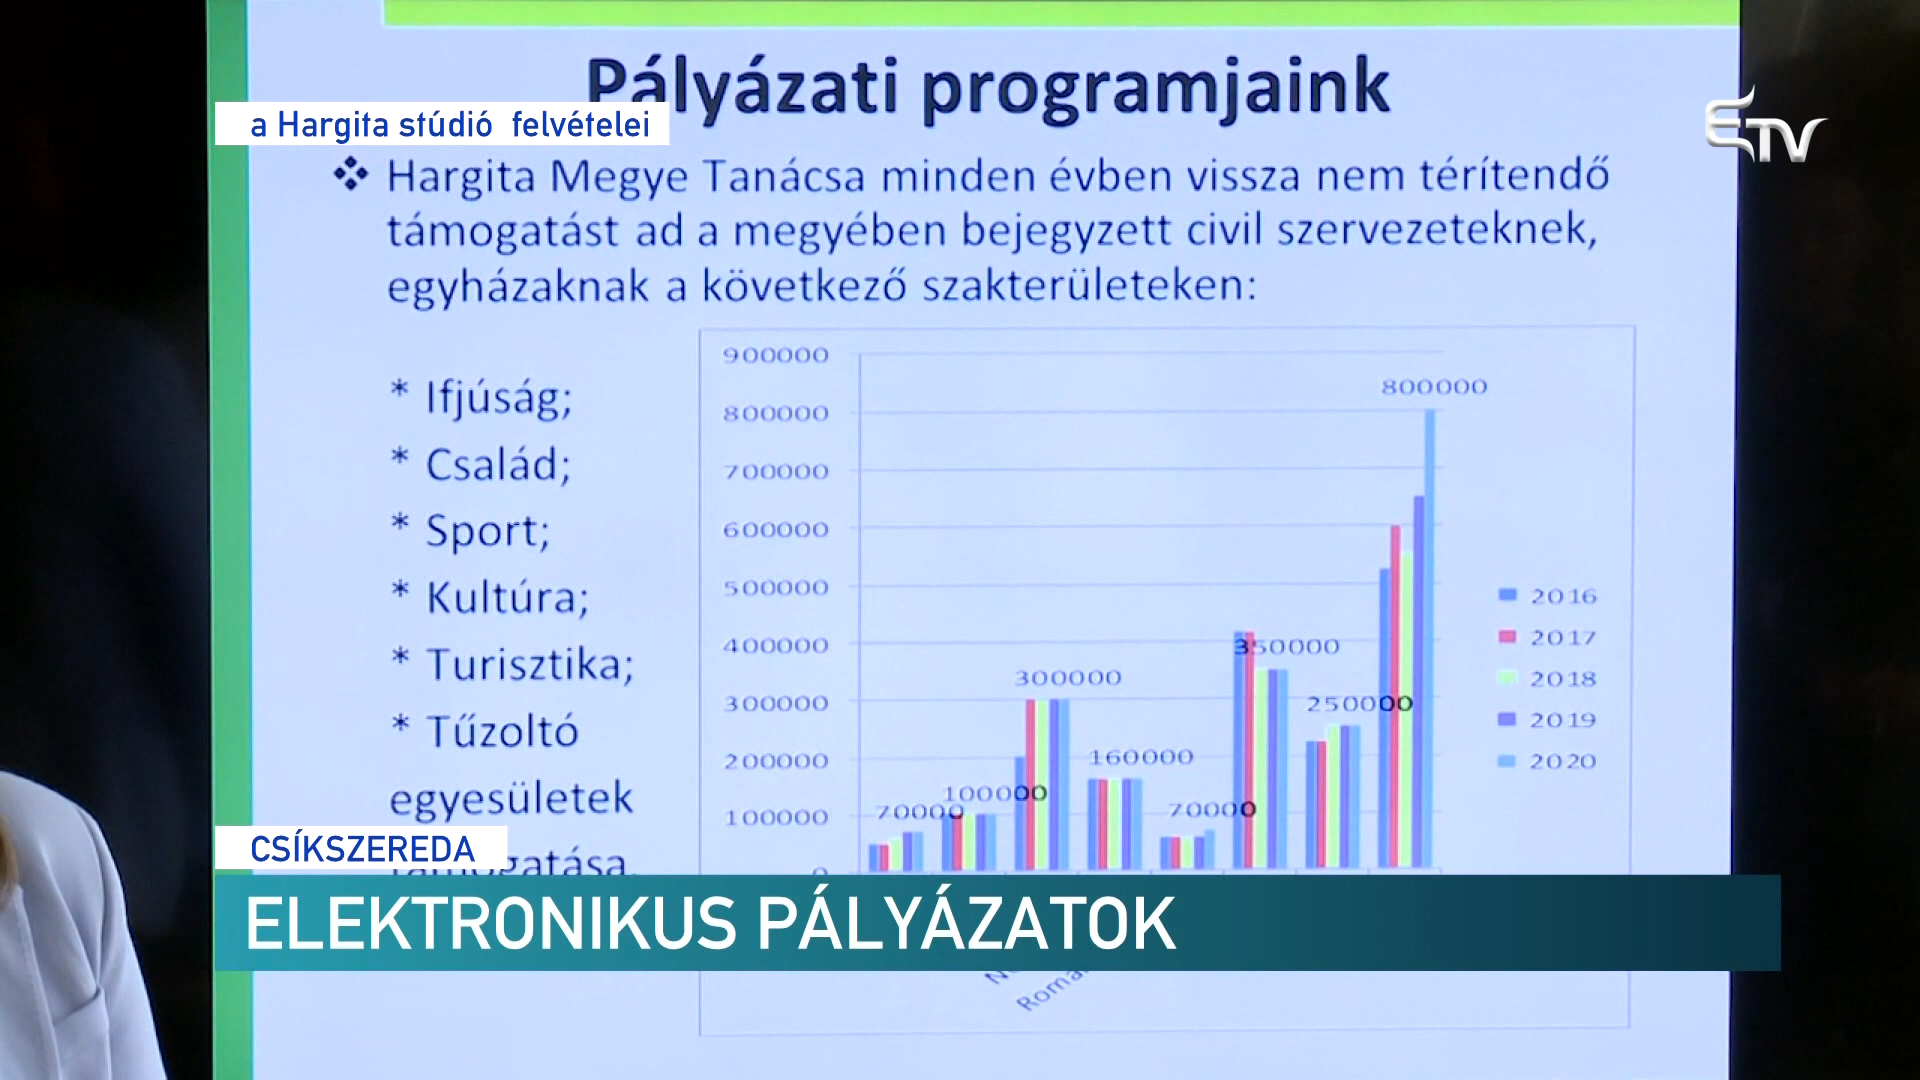 Pályázati programjaink
a Hargita stúdió felvételei
ETV
❖ Hargita Megye Tanácsa minden évben vissza nem térítendő
támogatást ad a megyében bejegyzett civil szervezeteknek,
egyházaknak a következő szakterületeken:
* Ifjúság;
* Család;
* Sport;
* Kultúra;
* Turisztika;
* Tűzoltó
egyesületek
900000
800000
700000
600000
500000
400000
300000
200000
100000
0
70000
100000
300000
160000
70000
350000
250000
800000
2016
2017
2018
2019
2020
CSÍKSZEREDA
ELEKTRONIKUS PÁLYÁZATOK